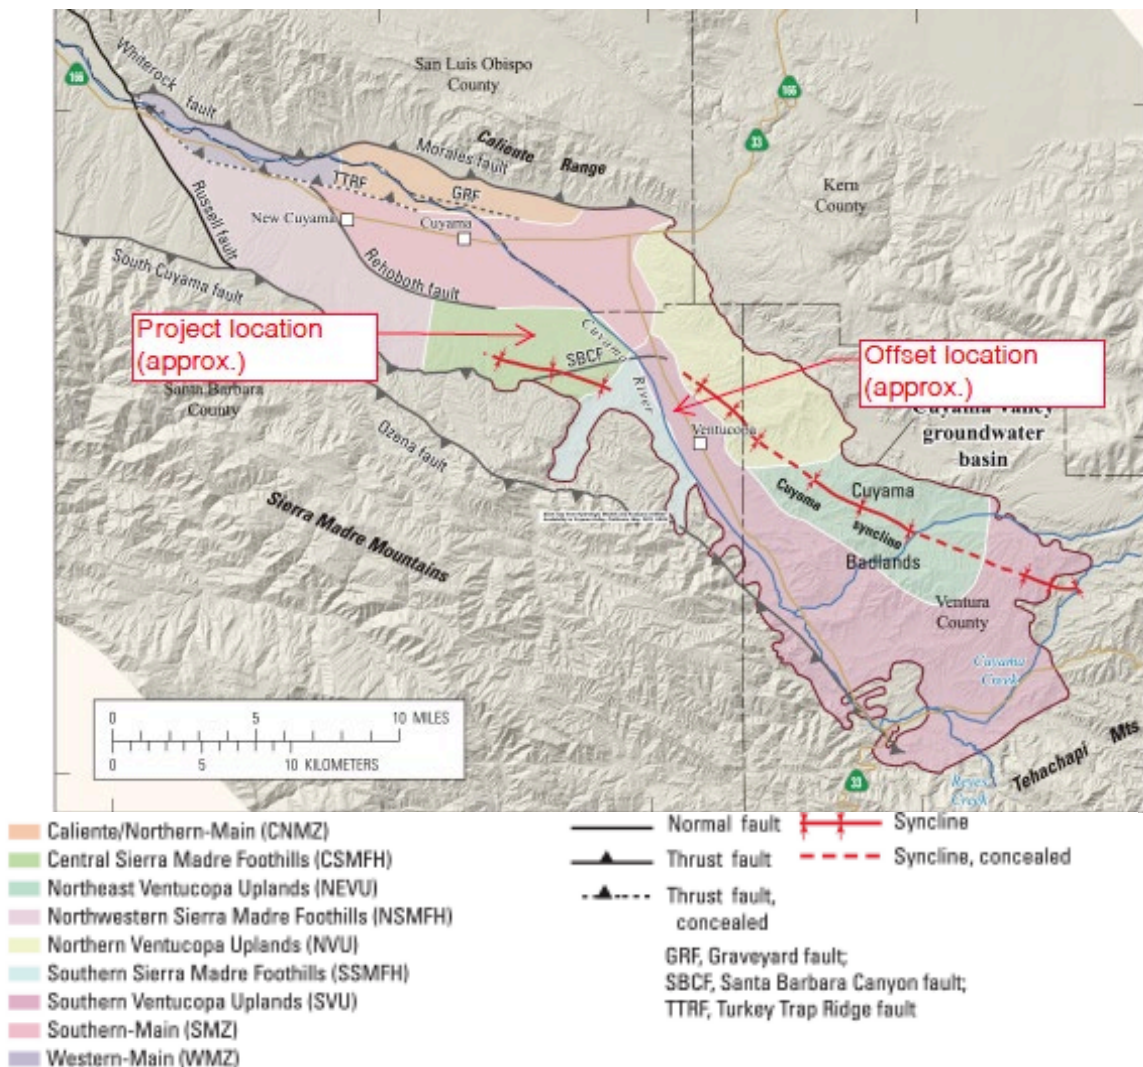 166
Whiterock fault
San Luis Obispo
County
166
33
Caliente Range
Morales fault
Kern
County
TTRF
GRF
New Cuyama
Cuyama
Russell fault
South Cuyama fault
Rehoboth fault
Project location
(approx.)
Cuyama River
SBCF
Offset location
(approx.)
Santa Barbara
County
Cuyama Valley
groundwater
basin
Ozena fault
Ventucopa
Cuyama syncline
Cuyama
Badlands
Sierra Madre Mountains
Ventura
County
Cuyama
Creek
Reyes
Creek
Tehachapi Mts
33
0 5 10 MILES
0 5 10 KILOMETERS
Caliente/Northern-Main (CNMZ)
Central Sierra Madre Foothills (CSMFH)
Northeast Ventucopa Uplands (NEVU)
Northwestern Sierra Madre Foothills (NSMFH)
Northern Ventucopa Uplands (NVU)
Southern Sierra Madre Foothills (SSMFH)
Southern Ventucopa Uplands (SVU)
Southern-Main (SMZ)
Western-Main (WMZ)
Normal fault
Thrust fault
Thrust fault,
concealed
GRF, Graveyard fault;
SBCF, Santa Barbara Canyon fault;
TTRF, Turkey Trap Ridge fault
Syncline
Syncline, concealed